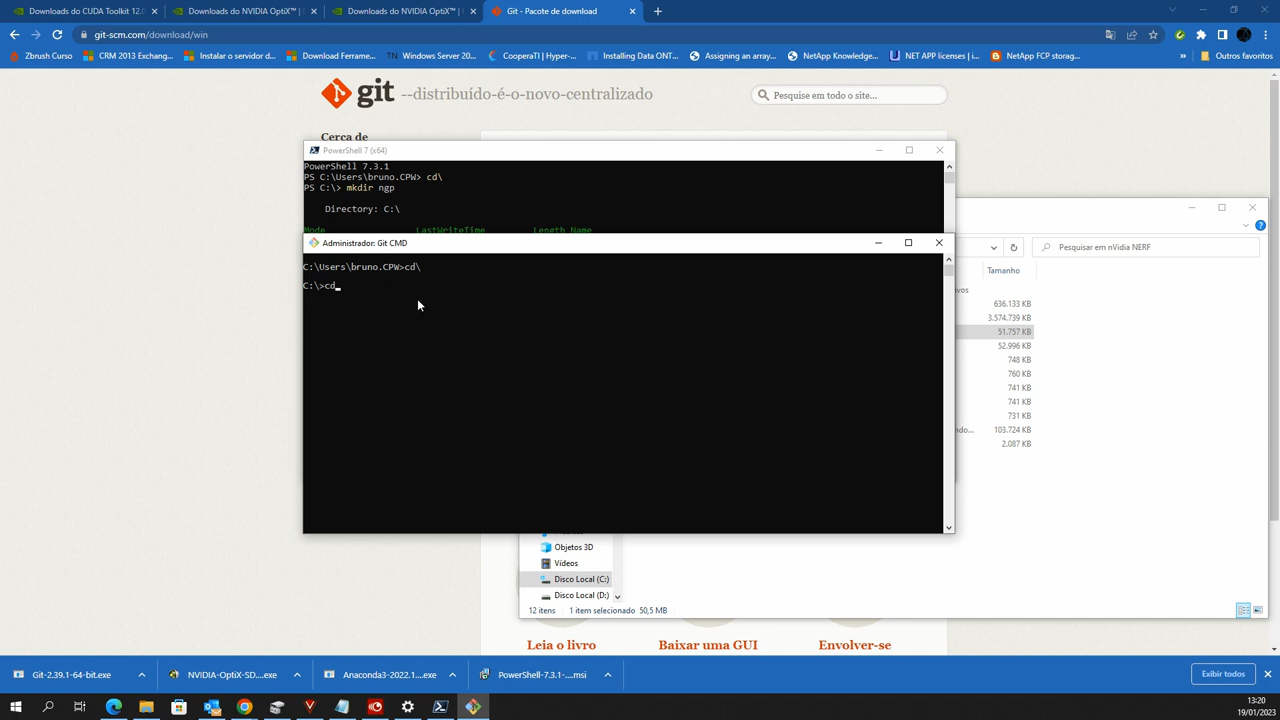 Downloads do CUDA Toolkit 12.0
Downloads do NVIDIA OptiX™ |
Downloads do NVIDIA OptiX™ |
Git - Pacote de download
git-scm.com/download/win
Zbrush Curso
CRM 2013 Excepti...
Instalar o servidor d...
Download Ferrame...
TN Windows Server 20...
CooperaTI | Hyper-...
Installing Data ONT...
Assigning an array...
NetApp Knowledge...
NET APP licenses | i...
NetApp FCP storag...
»
Outros favoritos
git --distribuído-é-o-novo-centralizado
Pesquise em todo o site...
Cerca de
PowerShell 7 (x64)
PowerShell 7.3.1
PS C:\Users\bruno.CPW> cd\
PS C:\> mkdir ngp
Directory: C:\
Mode LastWriteTime Length Name
Administrador: Git CMD
C:\Users\bruno.CPW>cd\
C:\>cd_
Pesquisar em nVidia NERF
Tamanho
ovos
636.133 KB
3.574.739 KB
51.757 KB
52.996 KB
748 KB
760 KB
741 KB
741 KB
731 KB
ndo... 103.724 KB
2.087 KB
Objetos 3D
Vídeos
Disco Local (C:)
Disco Local (D:)
12 itens
1 item selecionado 50,5 MB
Leia o livro
Baixar uma GUI
Envolver-se
Git-2.39.1-64-bit.exe
NVIDIA-OptiX-SD....exe
Anaconda3-2022.1....exe
PowerShell-7.3.1-....msi
Exibir todos
13:20
19/01/2023